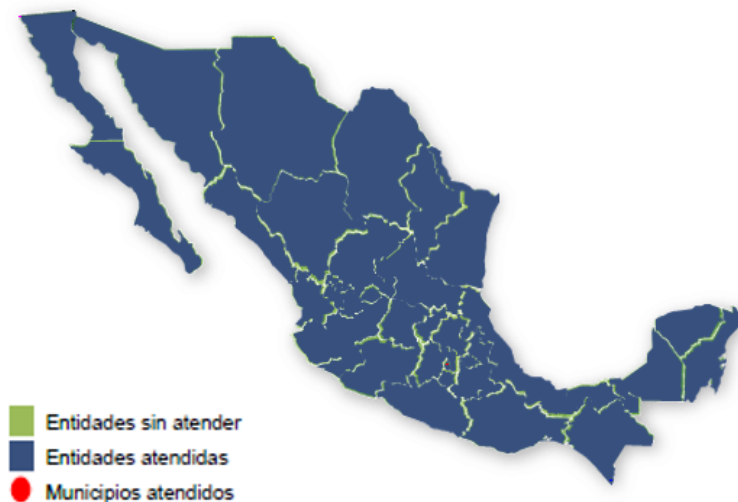 Entidades sin atender
Entidades atendidas
Municipios atendidos